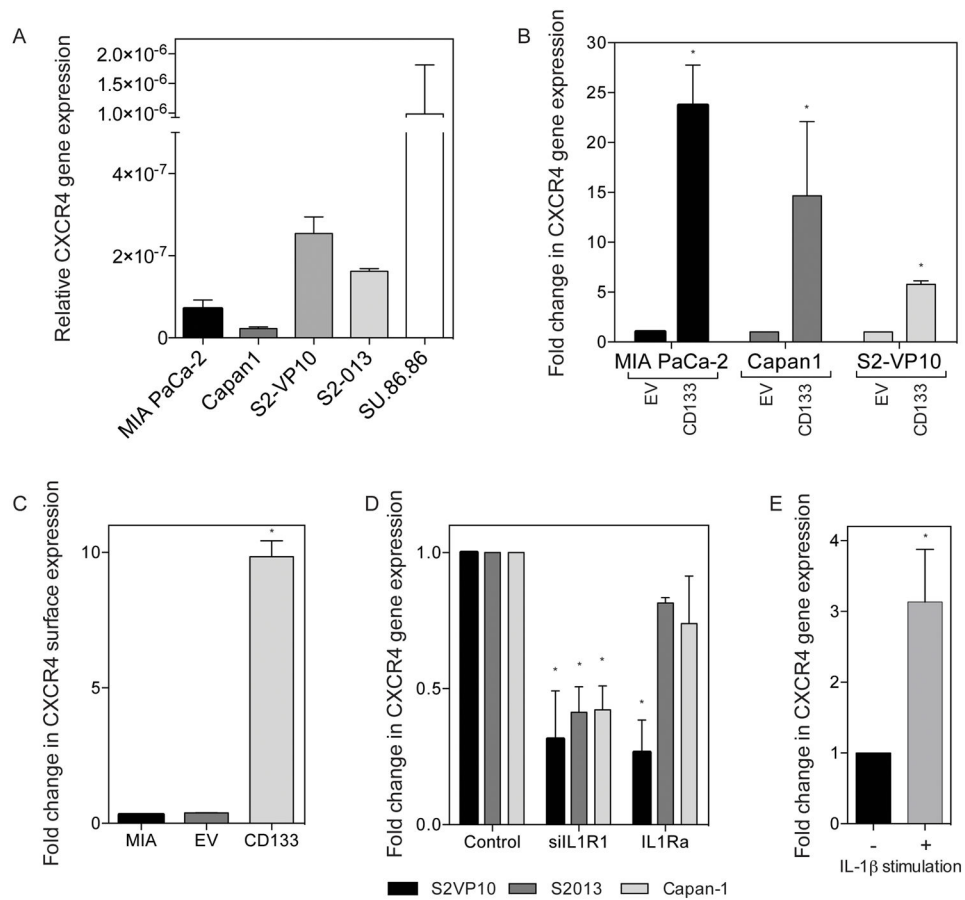 A
Relative CXCR4 gene expression
2.0×10⁻⁶
1.5×10⁻⁶
1.0×10⁻⁶
4×10⁻⁷
2×10⁻⁷
0
MIA PaCa-2
Capan1
S2-VP10
S2-013
SU.86.86
B
Fold change in CXCR4 gene expression
30
25
20
15
10
5
0
*
*
*
MIA PaCa-2 Capan1 S2-VP10
EV CD133 EV CD133 EV CD133
C
Fold change in CXCR4 surface expression
10
5
0
*
MIA EV CD133
D
Fold change in CXCR4 gene expression
1.0
0.5
0.0
* * * *
Control siIL1R1 IL1Ra
S2VP10 S2013 Capan-1
E
Fold change in CXCR4 gene expression
4
3
2
1
0
*
- +
IL-1β stimulation